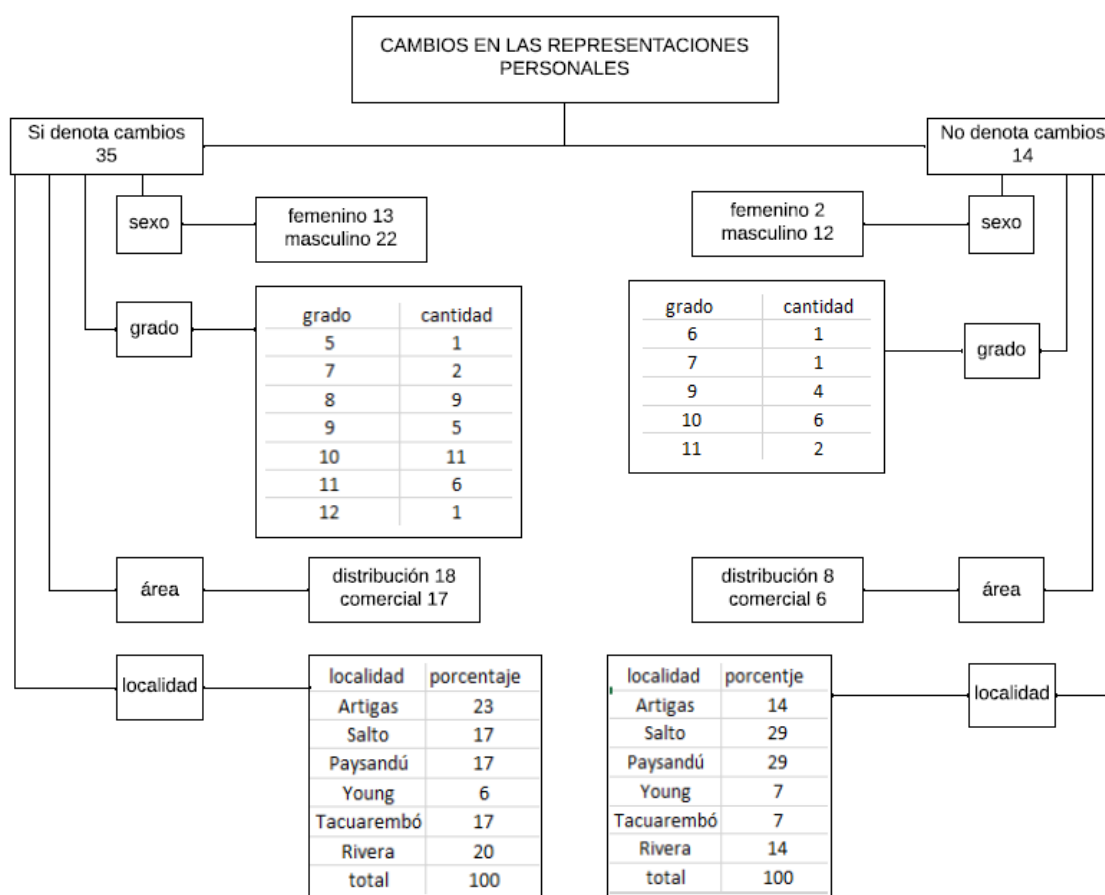 CAMBIOS EN LAS REPRESENTACIONES
PERSONALES
Si denota cambios
35
sexo
femenino 13
masculino 22
grado
grado cantidad
5 1
7 2
8 9
9 5
10 11
11 6
12 1
área
distribución 18
comercial 17
localidad
localidad porcentaje
Artigas 23
Salto 17
Paysandú 17
Young 6
Tacuarembó 17
Rivera 20
total 100
No denota cambios
14
femenino 2
masculino 12
sexo
grado cantidad
6 1
7 1
9 4
10 6
11 2
grado
distribución 8
comercial 6
área
localidad porcentje
Artigas 14
Salto 29
Paysandú 29
Young 7
Tacuarembó 7
Rivera 14
total 100
localidad